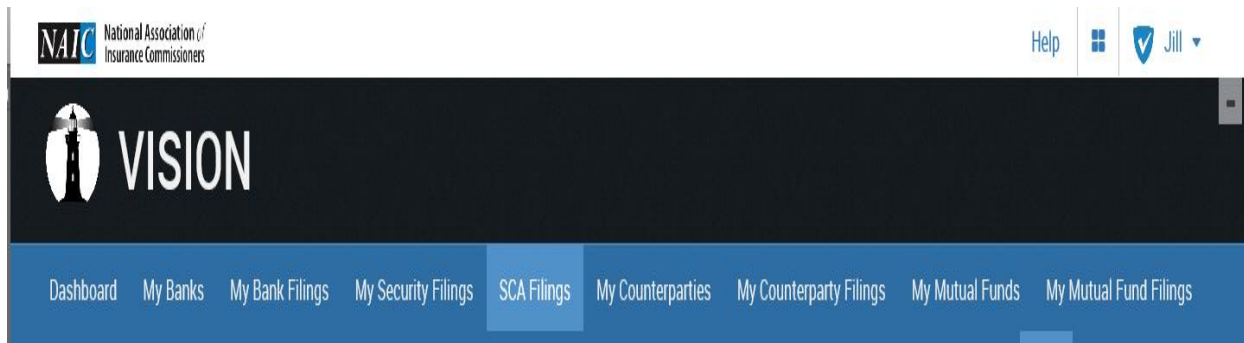 NAIC National Association of
Insurance Commissioners
Help Jill
VISION
Dashboard My Banks My Bank Filings My Security Filings SCA Filings My Counterparties My Counterparty Filings My Mutual Funds My Mutual Fund Filings